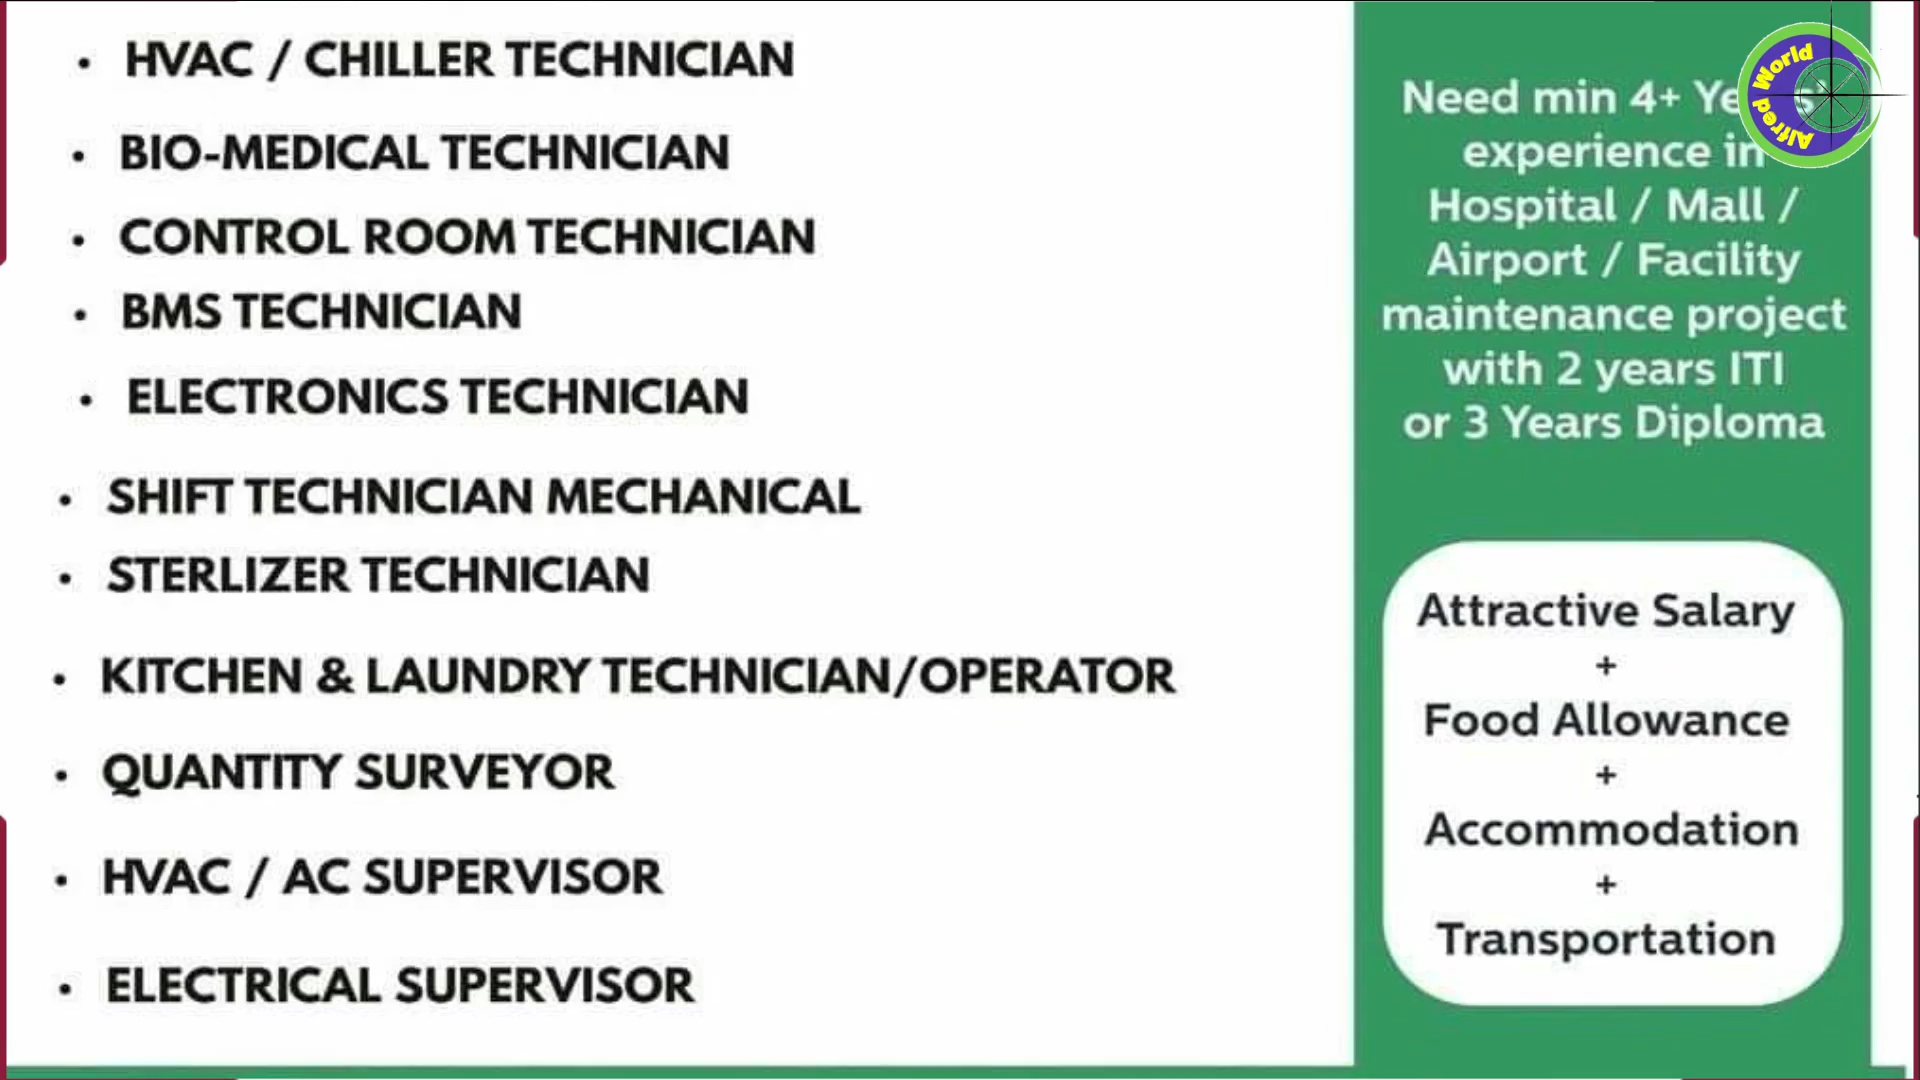 • HVAC / CHILLER TECHNICIAN
• BIO-MEDICAL TECHNICIAN
• CONTROL ROOM TECHNICIAN
• BMS TECHNICIAN
• ELECTRONICS TECHNICIAN
• SHIFT TECHNICIAN MECHANICAL
• STERLIZER TECHNICIAN
• KITCHEN & LAUNDRY TECHNICIAN/OPERATOR
• QUANTITY SURVEYOR
• HVAC / AC SUPERVISOR
• ELECTRICAL SUPERVISOR
Need min 4+
experience in
Hospital / Mall /
Airport / Facility
maintenance project
with 2 years ITI
or 3 Years Diploma
Attractive Salary
+
Food Allowance
+
Accommodation
+
Transportation
Alfred World